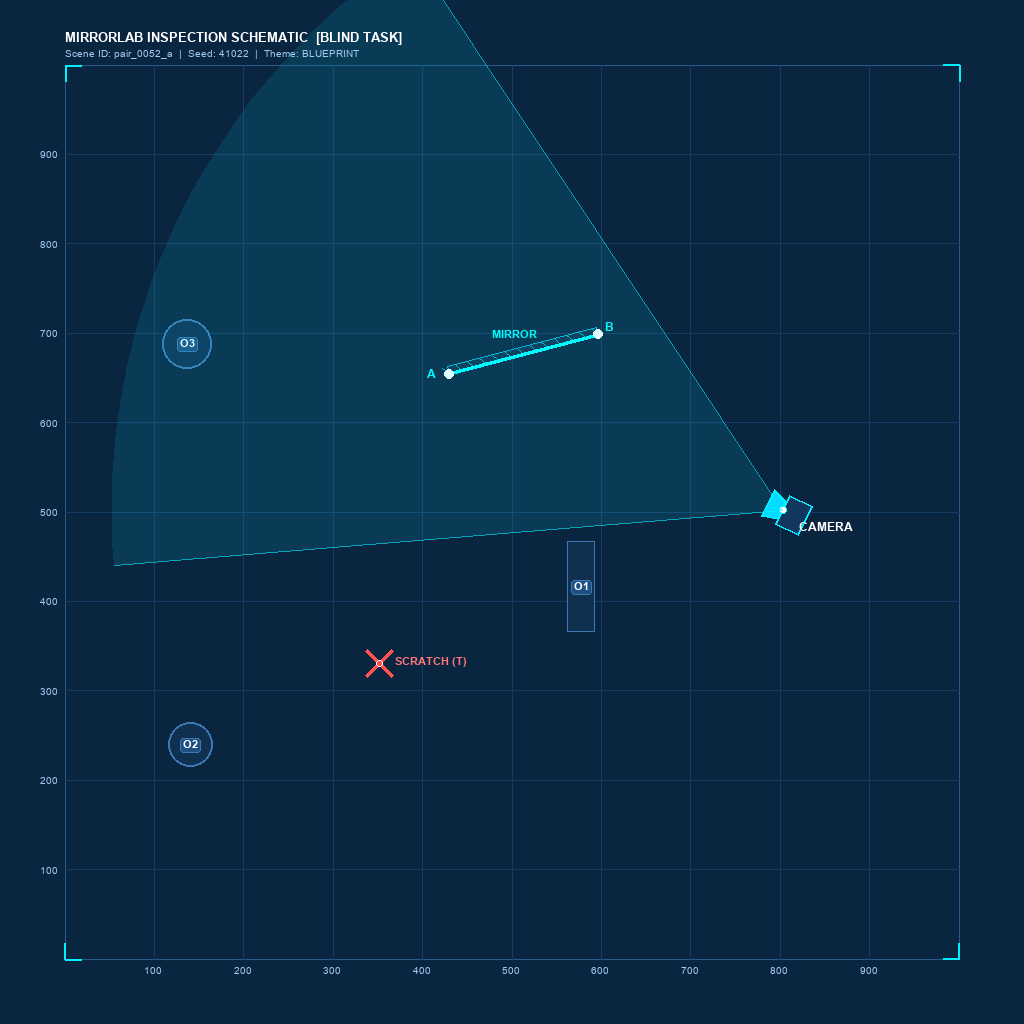 MIRRORLAB INSPECTION SCHEMATIC [BLIND TASK]
Scene ID: pair_0052_a | Seed: 41022 | Theme: BLUEPRINT
900
800
700
600
500
400
300
200
100
MIRROR
B
A
O3
CAMERA
O1
SCRATCH (T)
O2
100 200 300 400 500 600 700 800 900